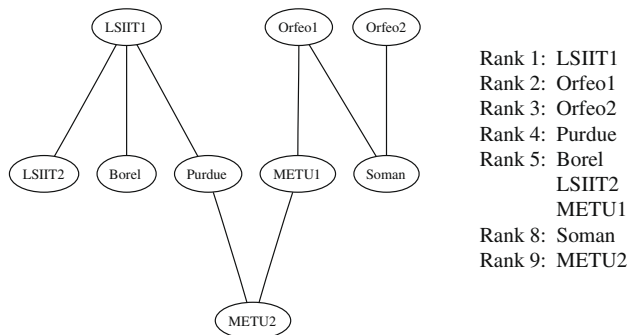 LSIIT1
Orfeo1
Orfeo2
LSIIT2
Borel
Purdue
METU1
Soman
METU2
Rank 1: LSIIT1
Rank 2: Orfeo1
Rank 3: Orfeo2
Rank 4: Purdue
Rank 5: Borel
LSIIT2
METU1
Rank 8: Soman
Rank 9: METU2